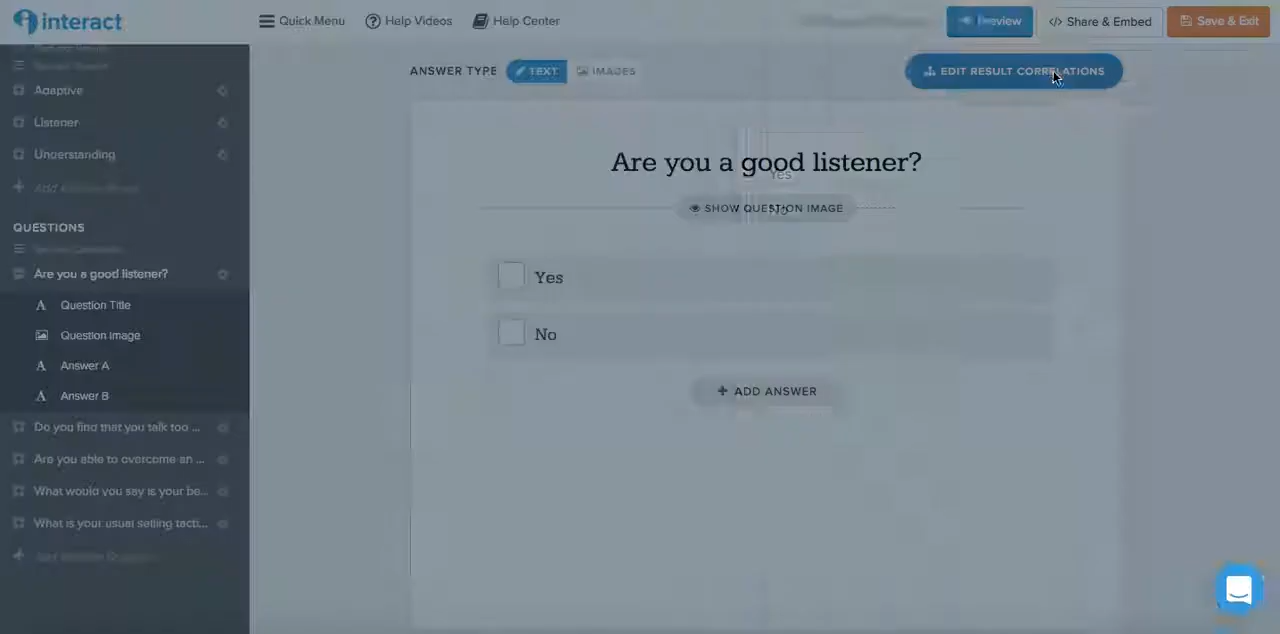 interact
Quick Menu
Help Videos
Help Center
Preview
</> Share & Embed
Save & Exit
ANSWER TYPE
TEXT
IMAGES
EDIT RESULT CORRELATIONS
Adaptive
Listener
Understanding
QUESTIONS
Are you a good listener?
Question Title
Question Image
Answer A
Answer B
Do you find that you talk too ...
Are you able to overcome an ...
What would you say is your be...
What is your usual selling tacti...
Are you a good listener?
Yes
SHOW QUESTION IMAGE
No
Yes
No
+ ADD ANSWER